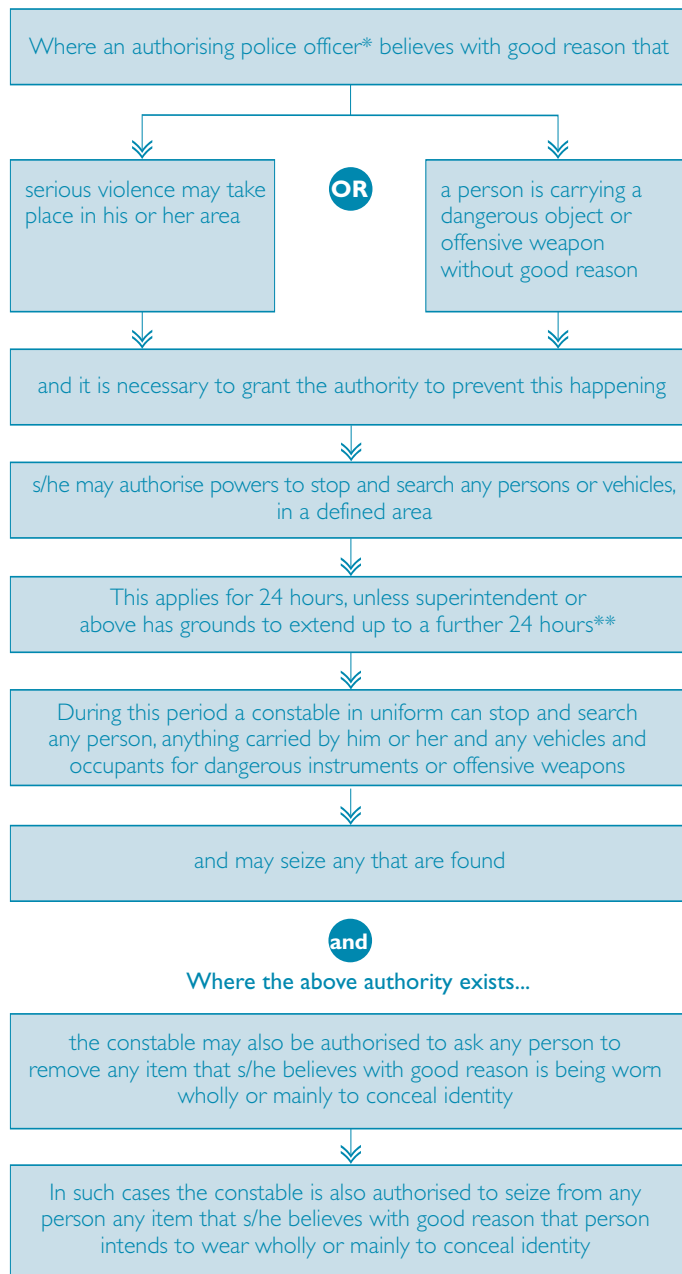 Where an authorising police officer* believes with good reason that
serious violence may take
place in his or her area
OR
a person is carrying a
dangerous object or
offensive weapon
without good reason
and it is necessary to grant the authority to prevent this happening
s/he may authorise powers to stop and search any persons or vehicles,
in a defined area
This applies for 24 hours, unless superintendent or
above has grounds to extend up to a further 24 hours**
During this period a constable in uniform can stop and search
any person, anything carried by him or her and any vehicles and
occupants for dangerous instruments or offensive weapons
and may seize any that are found
and
Where the above authority exists...
the constable may also be authorised to ask any person to
remove any item that s/he believes with good reason is being worn
wholly or mainly to conceal identity
In such cases the constable is also authorised to seize from any
person any item that s/he believes with good reason that person
intends to wear wholly or mainly to conceal identity